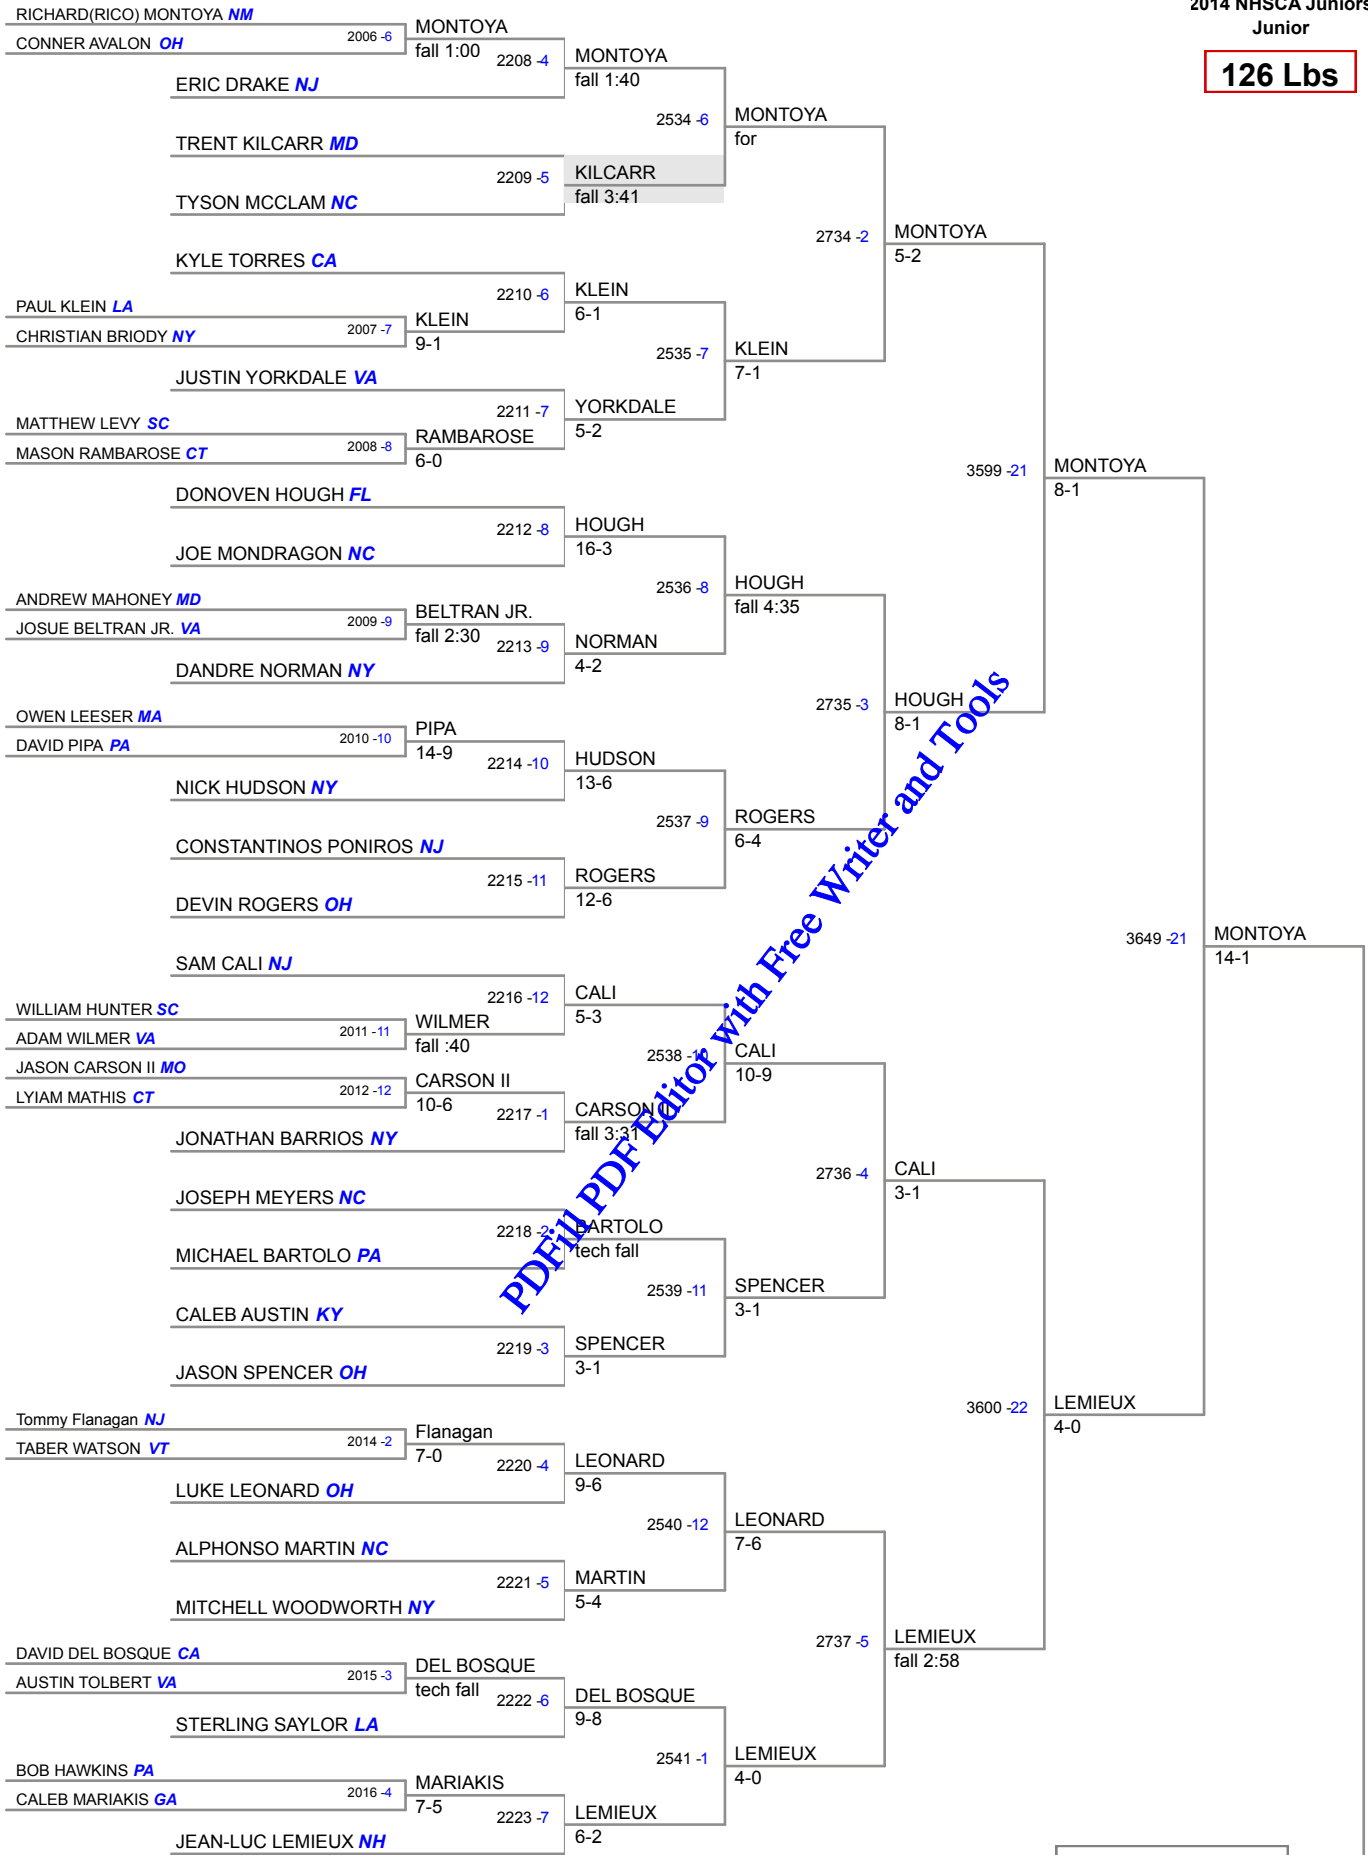 2014 NHSCA Juniors
Junior
126 Lbs
RICHARD(RICO) MONTOYA NM
CONNER AVALON OH
2006 -6
MONTOYA
fall 1:00
2208 -4
ERIC DRAKE NJ
MONTOYA
fall 1:40
2534 -6
TRENT KILCARR MD
2209 -5
TYSON MCCLAM NC
KILCARR
fall 3:41
MONTOYA
for
2734 -2
KYLE TORRES CA
2210 -6
PAUL KLEIN LA
CHRISTIAN BRIODY NY
2007 -7
KLEIN
9-1
KLEIN
6-1
2535 -7
JUSTIN YORKDALE VA
2211 -7
MATTHEW LEVY SC
MASON RAMBAROSE CT
2008 -8
RAMBAROSE
6-0
YORKDALE
5-2
KLEIN
7-1
MONTOYA
5-2
3599 -21
DONOVEN HOUGH FL
2212 -8
JOE MONDRAGON NC
HOUGH
16-3
2536 -8
ANDREW MAHONEY MD
JOSUE BELTRAN JR. VA
2009 -9
BELTRAN JR.
fall 2:30
2213 -9
DANDRE NORMAN NY
NORMAN
4-2
HOUGH
fall 4:35
2735 -3
OWEN LEESER MA
DAVID PIPA PA
2010 -10
PIPA
14-9
2214 -10
NICK HUDSON NY
HUDSON
13-6
2537 -9
CONSTANTINOS PONIROS NJ
2215 -11
DEVIN ROGERS OH
ROGERS
12-6
ROGERS
6-4
HOUGH
8-1
MONTOYA
8-1
3649 -21
SAM CALI NJ
2216 -12
WILLIAM HUNTER SC
ADAM WILMER VA
2011 -11
WILMER
fall :40
CALI
5-3
2538 -10
JASON CARSON II MO
LYIAM MATHIS CT
2012 -12
CARSON II
10-6
2217 -1
JONATHAN BARRIOS NY
CARSON II
fall 3:31
CALI
10-9
2736 -4
JOSEPH MEYERS NC
2218 -2
MICHAEL BARTOLO PA
BARTOLO
tech fall
2539 -11
CALEB AUSTIN KY
2219 -3
JASON SPENCER OH
SPENCER
3-1
SPENCER
3-1
CALI
3-1
3600 -22
Tommy Flanagan NJ
TABER WATSON VT
2014 -2
Flanagan
7-0
2220 -4
LUKE LEONARD OH
LEONARD
9-6
2540 -12
ALPHONSO MARTIN NC
2221 -5
MITCHELL WOODWORTH NY
MARTIN
5-4
LEONARD
7-6
2737 -5
DAVID DEL BOSQUE CA
AUSTIN TOLBERT VA
2015 -3
DEL BOSQUE
tech fall
2222 -6
STERLING SAYLOR LA
DEL BOSQUE
9-8
2541 -1
BOB HAWKINS PA
CALEB MARIAKIS GA
2016 -4
MARIAKIS
7-5
2223 -7
JEAN-LUC LEMIEUX NH
LEMIEUX
6-2
LEMIEUX
4-0
LEMIEUX
fall 2:58
LEMIEUX
4-0
MONTOYA
14-1
PDFill PDF Editor with Free Writer and Tools